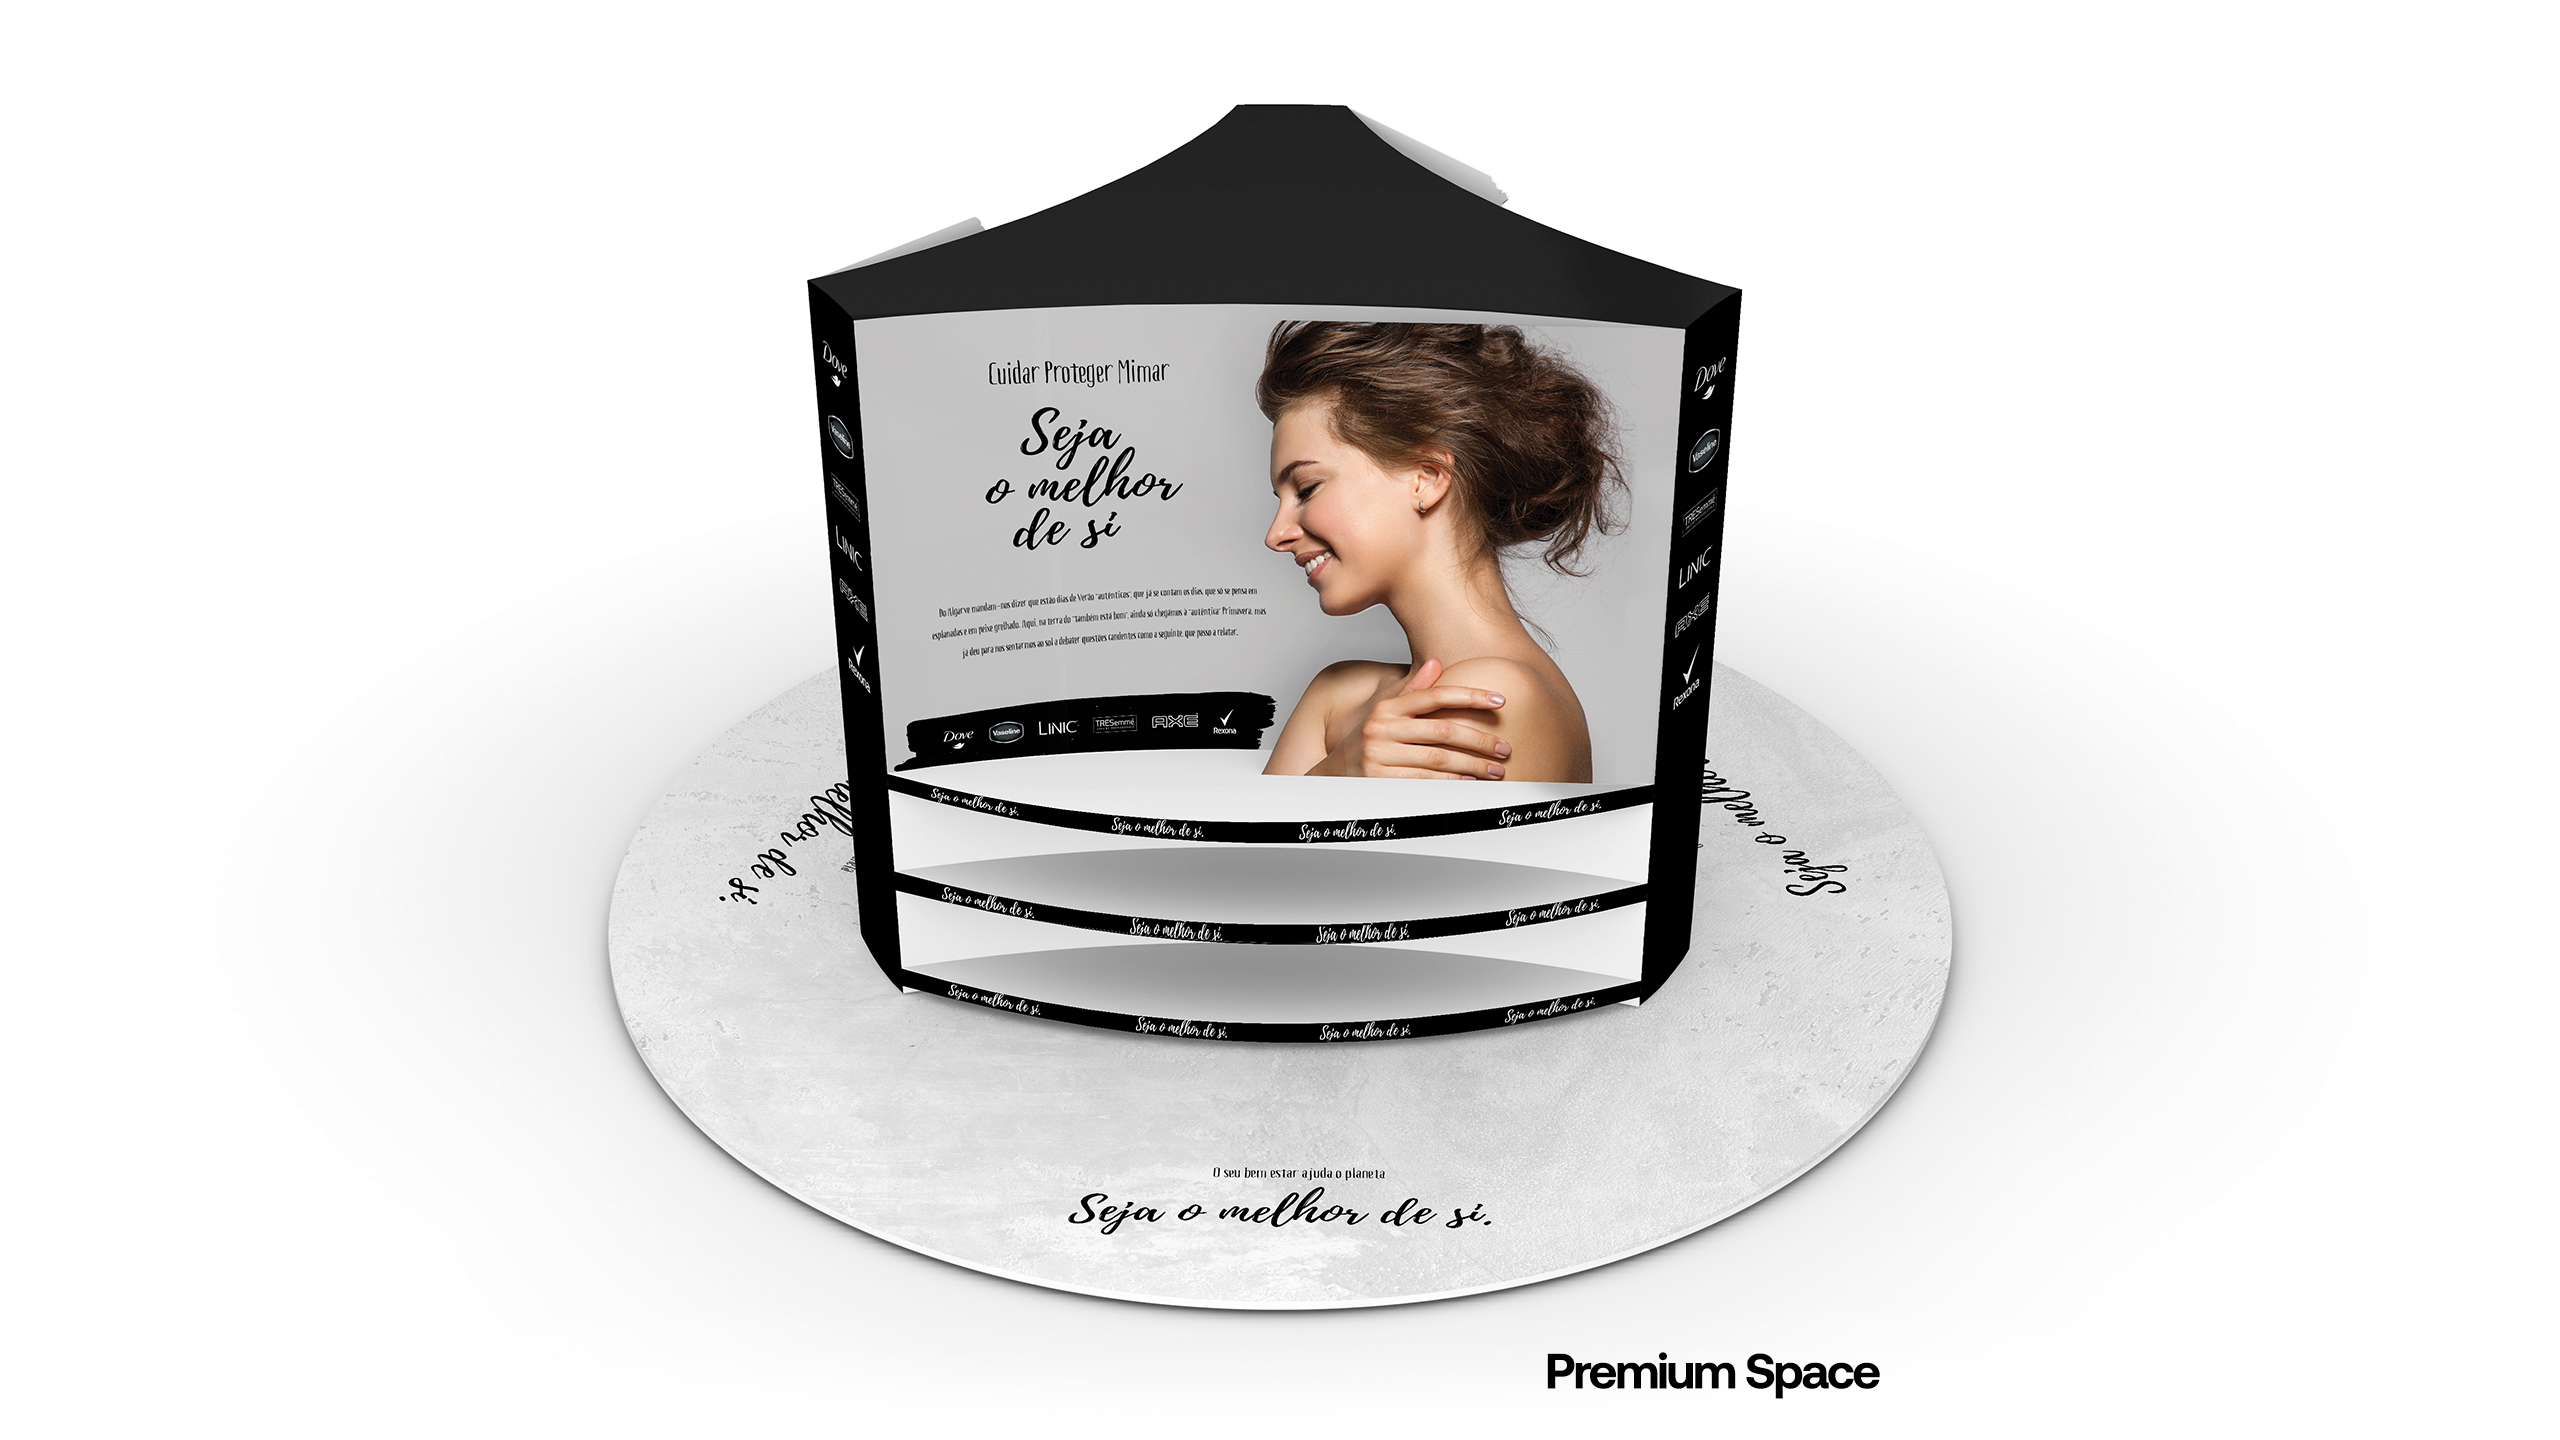 Cuidar Proteger Mimar
Seja
o melhor
de si
Do Algarve mandam-nos dizer que estão dias de Verão "autênticos", que já se contam os dias, que só se pensa em
esplanadas e em peixe grelhado. Aqui, na terra do "também está bom", ainda só chegámos à "autêntica" Primavera, mas
já deu para nos sentarmos ao sol a debater questões candentes como a seguinte, que passo a relatar.
Dove
Vaseline
TRESemmé
LINIC
AXE
Rexona
Dove Vaseline LINIC TRESemmé AXE Rexona
Dove
Vaseline
TRESemmé
LINIC
AXE
Rexona
Seja o melhor de si. Seja o melhor de si. Seja o melhor de si. Seja o melhor de si.
Seja o melhor de si. Seja o melhor de si. Seja o melhor de si. Seja o melhor de si.
Seja o melhor de si. Seja o melhor de si. Seja o melhor de si. Seja o melhor de si.
melhor de si.
Seja o melho
O seu bem estar ajuda o planeta
Seja o melhor de si.
Premium Space